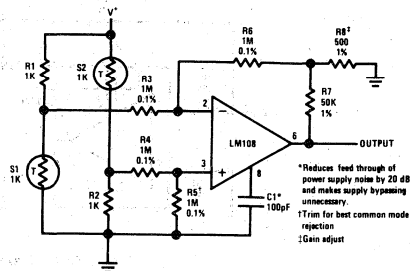 V+
R1
1K
S2
1K
T
R3
1M
0.1%
R6
1M
0.1%
R8‡
500
1%
R7
50K
1%
2
−
LM108
6
OUTPUT
3
+
8
S1
1K
T
R4
1M
0.1%
R2
1K
R5†
1M
0.1%
C1*
100pF
*Reduces feed through of
power supply noise by 20 dB
and makes supply bypassing
unnecessary.
†Trim for best common mode
rejection
‡Gain adjust